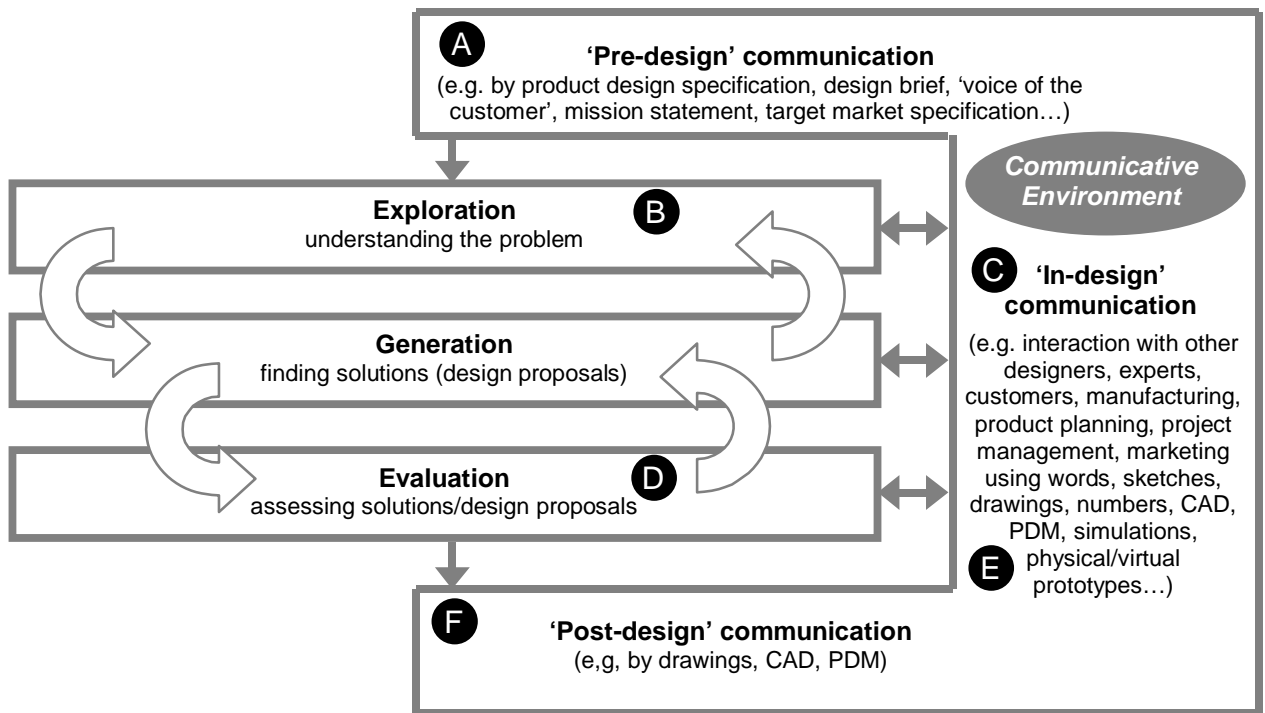 A
‘Pre-design’ communication
(e.g. by product design specification, design brief, ‘voice of the
customer’, mission statement, target market specification…)
Communicative
Environment
Exploration
B
understanding the problem
C
‘In-design’
communication
(e.g. interaction with other
designers, experts,
customers, manufacturing,
product planning, project
management, marketing
using words, sketches,
drawings, numbers, CAD,
PDM, simulations,
physical/virtual
prototypes…)
E
Generation
finding solutions (design proposals)
Evaluation
D
assessing solutions/design proposals
F
‘Post-design’ communication
(e,g, by drawings, CAD, PDM)